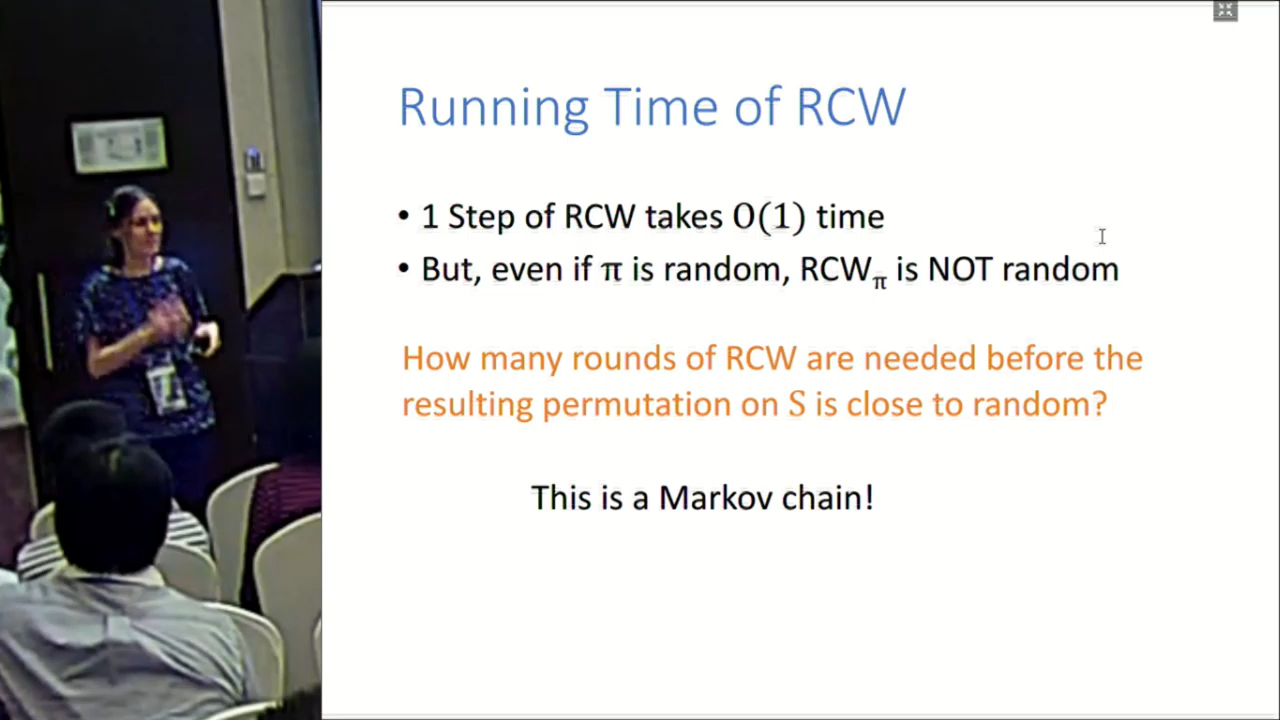 Running Time of RCW
• 1 Step of RCW takes O(1) time
• But, even if π is random, RCWπ is NOT random
How many rounds of RCW are needed before the
resulting permutation on S is close to random?
This is a Markov chain!